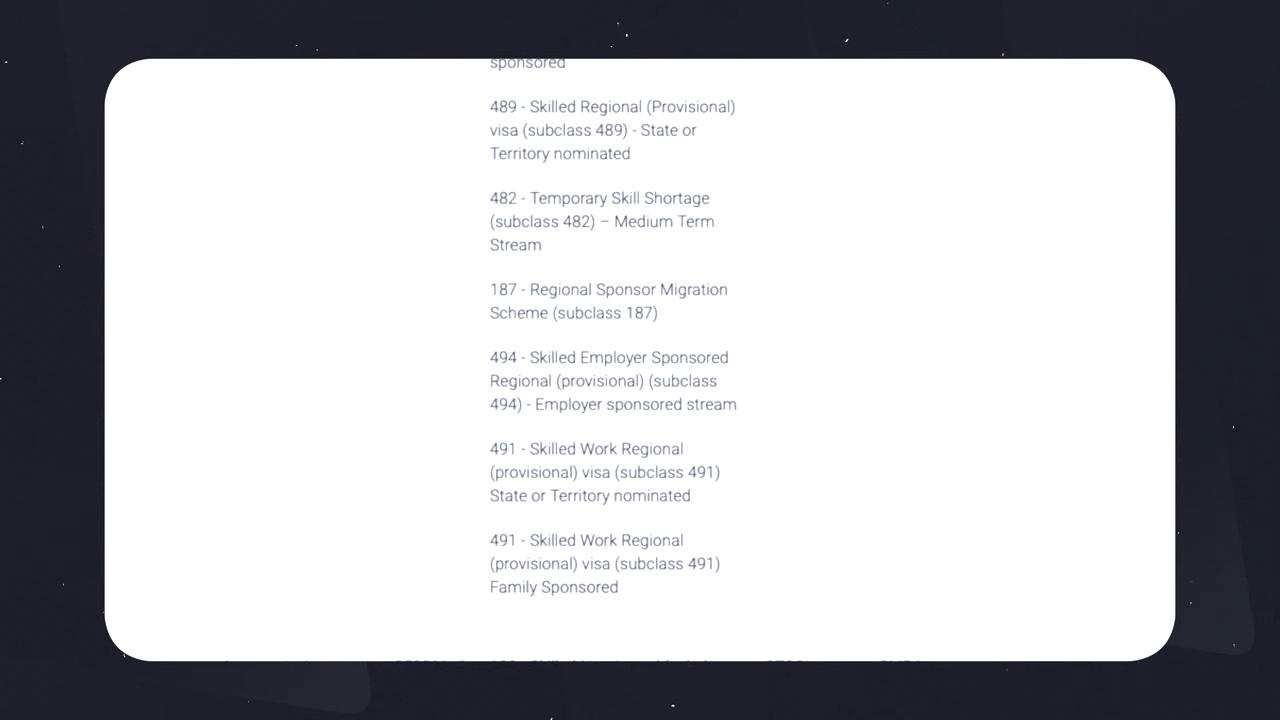 sponsored
489 - Skilled Regional (Provisional)
visa (subclass 489) - State or
Territory nominated
482 - Temporary Skill Shortage
(subclass 482) – Medium Term
Stream
187 - Regional Sponsor Migration
Scheme (subclass 187)
494 - Skilled Employer Sponsored
Regional (provisional) (subclass
494) - Employer sponsored stream
491 - Skilled Work Regional
(provisional) visa (subclass 491)
State or Territory nominated
491 - Skilled Work Regional
(provisional) visa (subclass 491)
Family Sponsored